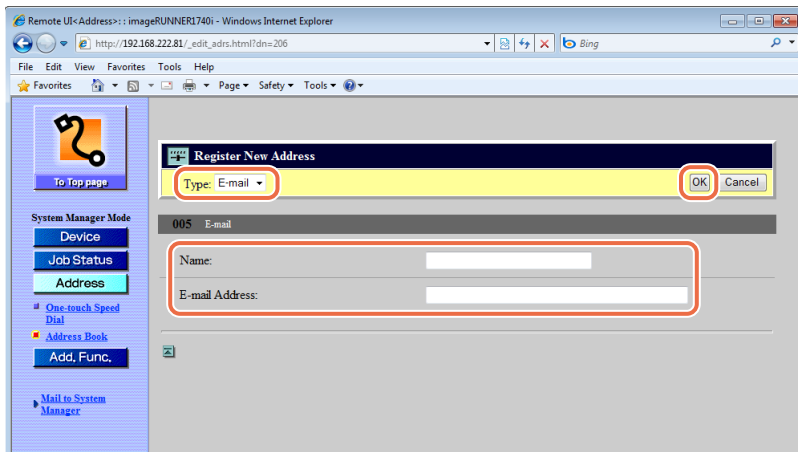 Remote UI<Address>: : imageRUNNER1740i - Windows Internet Explorer
http://192.168.222.81/_edit_adrs.html?dn=206
Bing
File Edit View Favorites Tools Help
Favorites Page Safety Tools
To Top page
Register New Address
Type: E-mail OK Cancel
System Manager Mode
Device
Job Status
Address
One-touch Speed
Dial
Address Book
Add. Func.
Mail to System
Manager
005 E-mail
Name:
E-mail Address: